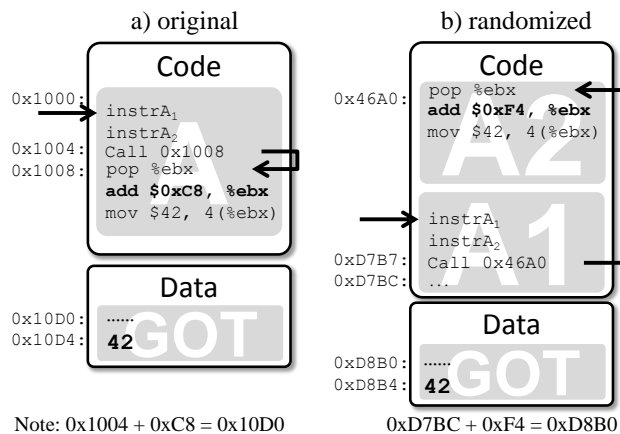 a) original
Code
A
0x1000:
instrA₁
instrA₂
0x1004: Call 0x1008
0x1008: pop %ebx
add $0xC8, %ebx
mov $42, 4(%ebx)
Data
GOT
0x10D0: ......
0x10D4: 42
Note: 0x1004 + 0xC8 = 0x10D0
b) randomized
Code
A2
pop %ebx
0x46A0: add $0xF4, %ebx
mov $42, 4(%ebx)
A1
instrA₁
instrA₂
0xD7B7: Call 0x46A0
0xD7BC: ...
Data
GOT
0xD8B0: ......
0xD8B4: 42
0xD7BC + 0xF4 = 0xD8B0